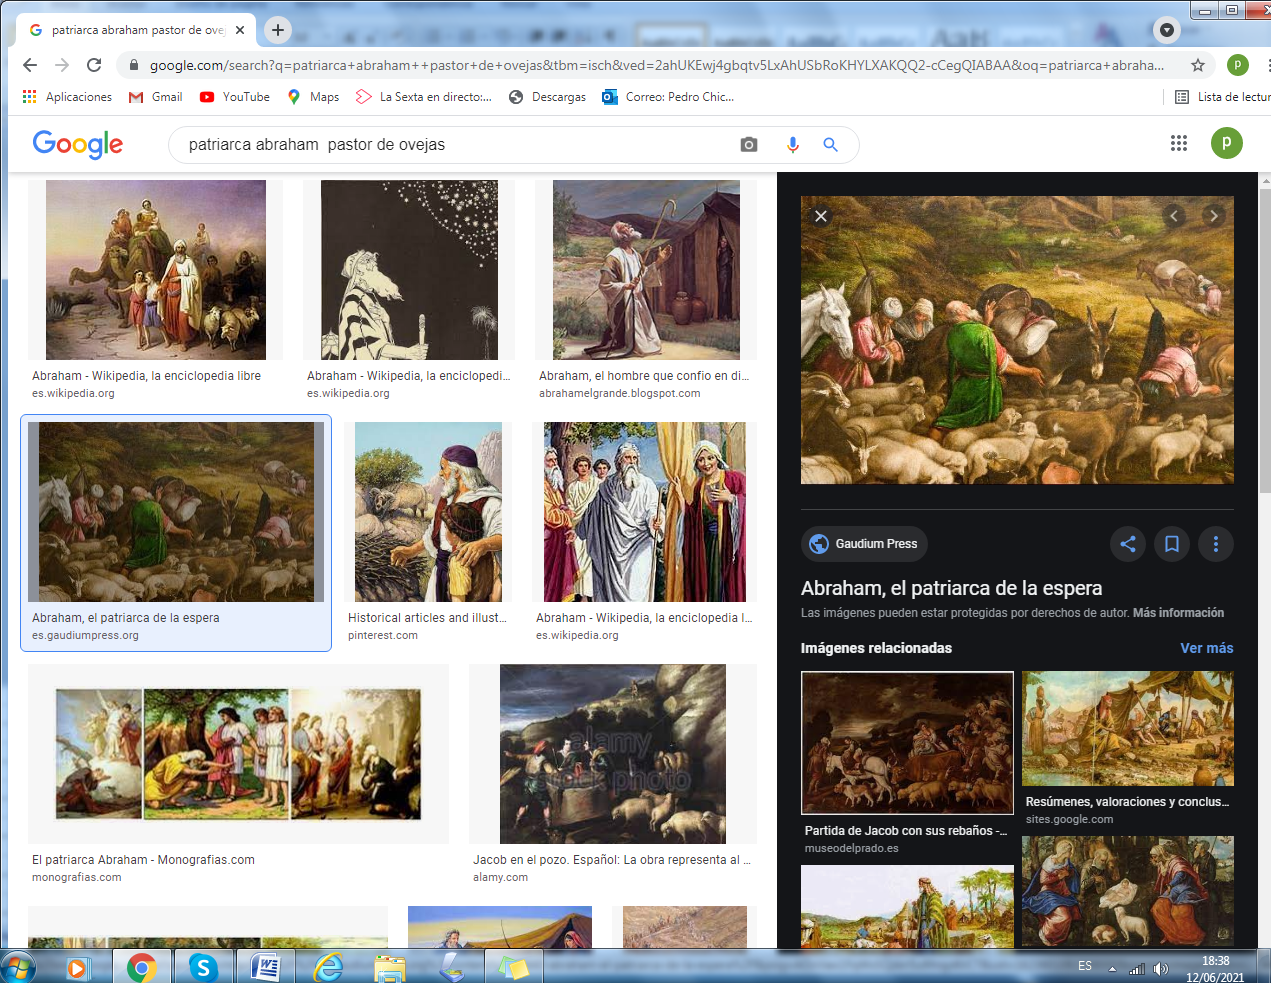 patriarca abraham pastor de ove
google.com/search?q=patriarca+abraham++pastor+de+ovejas&tbm=isch&ved=2ahUKEwj4gbqtv5LxAhUSbRoKHYLXAKQQ2-cCegQIABAA&oq=patriarca+abraha...
p
Aplicaciones
Gmail
YouTube
Maps
La Sexta en directo:...
Descargas
Correo: Pedro Chic...
Lista de lectur
Google
patriarca abraham pastor de ovejas
p
Abraham - Wikipedia, la enciclopedia libre
es.wikipedia.org
Abraham - Wikipedia, la enciclopedi...
es.wikipedia.org
Abraham, el hombre que confio en di...
abrahamelgrande.blogspot.com
Abraham, el patriarca de la espera
es.gaudiumpress.org
Historical articles and illust...
pinterest.com
Abraham - Wikipedia, la enciclopedia l...
es.wikipedia.org
alamy
stock photo
El patriarca Abraham - Monografias.com
monografias.com
Jacob en el pozo. Español: La obra representa al ...
alamy.com
Gaudium Press
Abraham, el patriarca de la espera
Las imágenes pueden estar protegidas por derechos de autor. Más información
Imágenes relacionadas
Ver más
Partida de Jacob con sus rebaños -...
museodelprado.es
Resúmenes, valoraciones y conclus...
sites.google.com
ES
18:38
12/06/2021